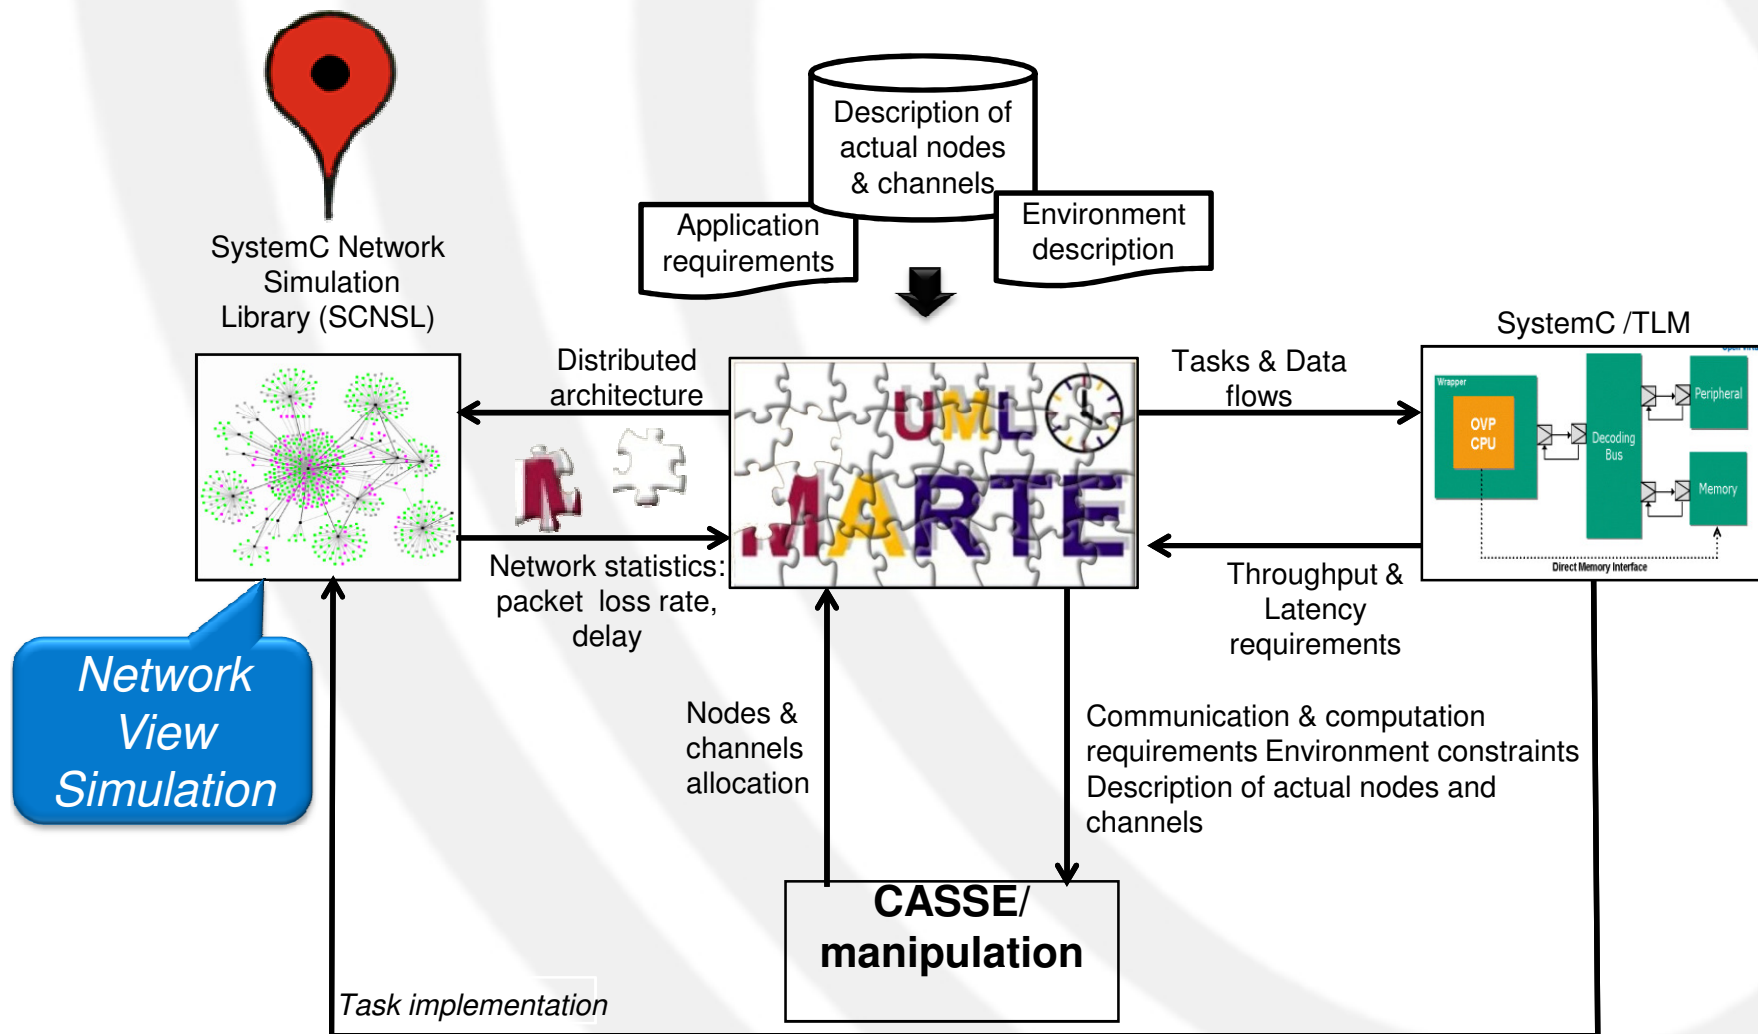 Description of
actual nodes
& channels
Application
requirements
Environment
description
SystemC Network
Simulation
Library (SCNSL)
SystemC /TLM
Distributed
architecture
Tasks & Data
flows
UML
MARTE
M
Wrapper
OVP
CPU
Decoding
Bus
Peripheral
Memory
Direct Memory Interface
Network statistics:
packet loss rate,
delay
Throughput &
Latency
requirements
Network
View
Simulation
Nodes &
channels
allocation
Communication & computation
requirements Environment constraints
Description of actual nodes and
channels
CASSE/
manipulation
Task implementation